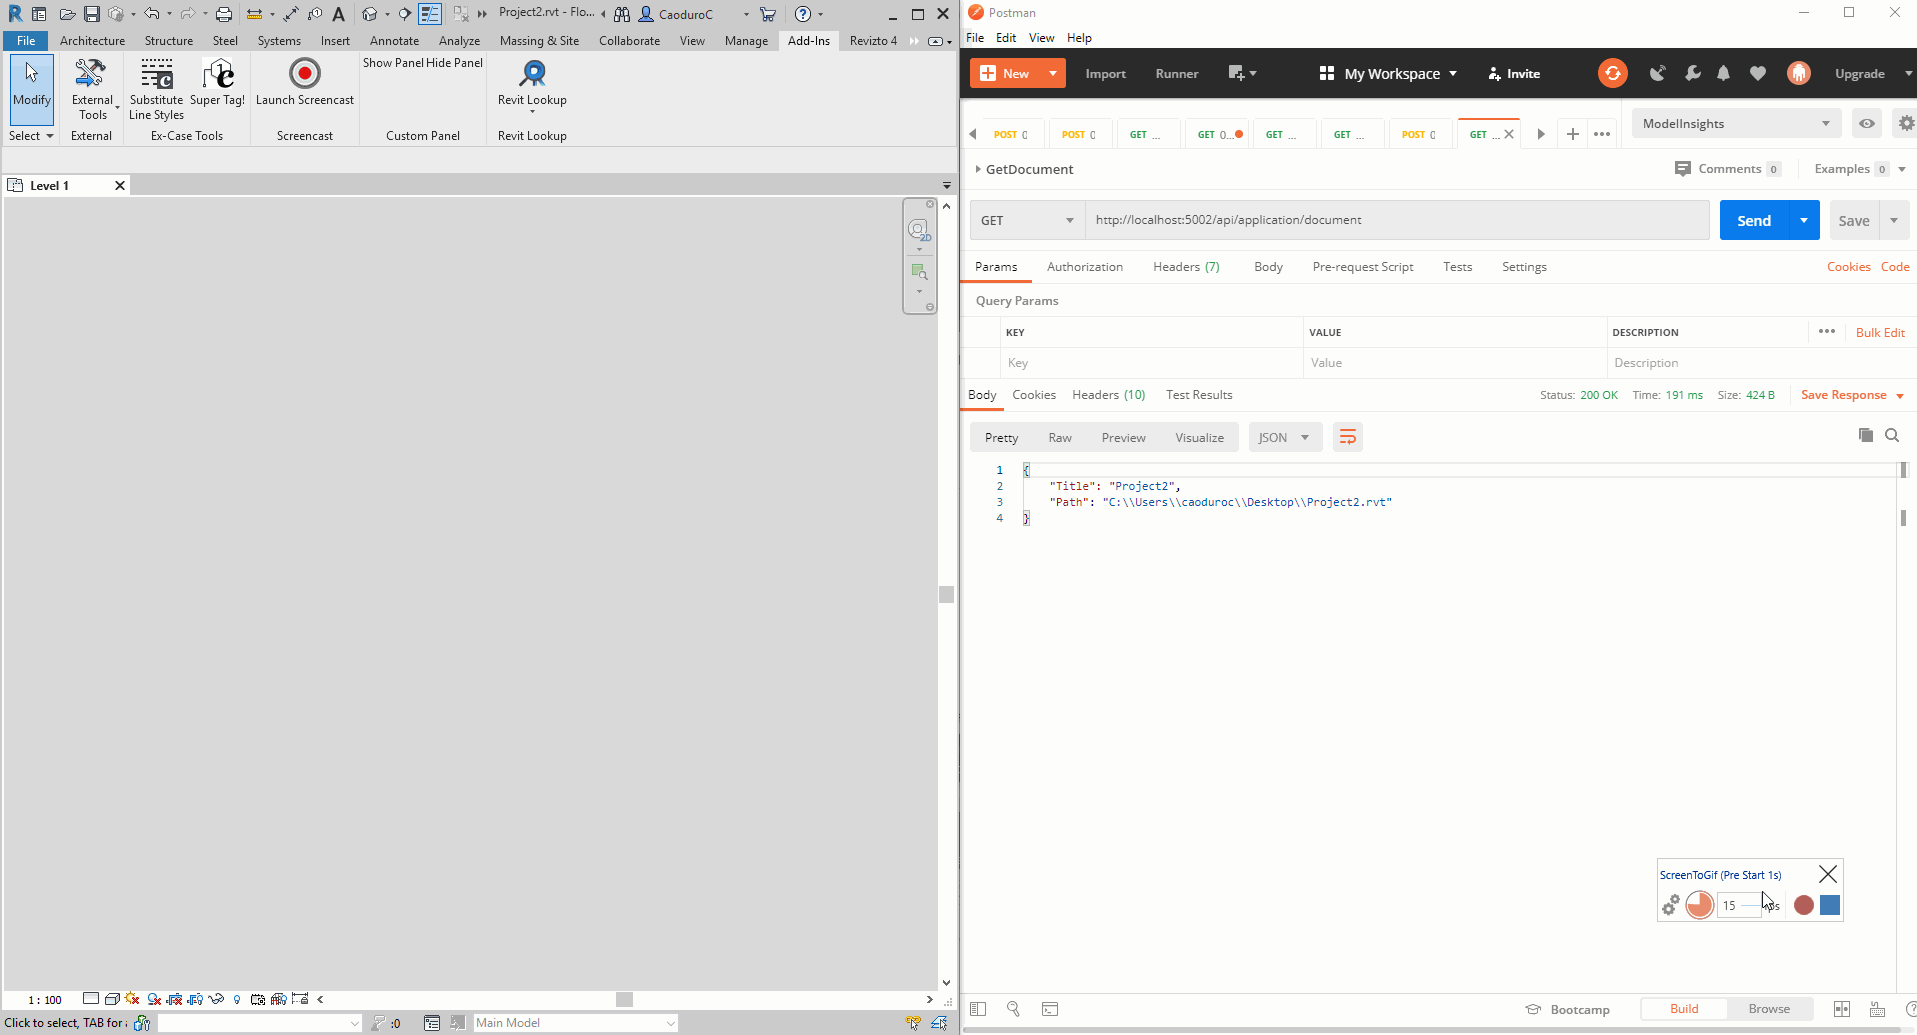 Project2.rvt - Flo...
CaoduroC
File Architecture Structure Steel Systems Insert Annotate Analyze Massing & Site Collaborate View Manage Add-Ins Revizto 4
Modify
External Tools
Substitute Line Styles
Super Tag!
Launch Screencast
Show Panel Hide Panel
Revit Lookup
Select External Ex-Case Tools Screencast Custom Panel Revit Lookup
Level 1
2D
1 : 100
Click to select, TAB for
:0
Main Model
Postman
File Edit View Help
New Import Runner My Workspace Invite Upgrade
POST POST GET ... GET 0... GET ... GET ... POST GET ...
ModelInsights
GetDocument
Comments 0 Examples 0
GET http://localhost:5002/api/application/document Send Save
Params Authorization Headers (7) Body Pre-request Script Tests Settings Cookies Code
Query Params
KEY VALUE DESCRIPTION Bulk Edit
Key Value Description
Body Cookies Headers (10) Test Results Status: 200 OK Time: 191 ms Size: 424 B Save Response
Pretty Raw Preview Visualize JSON
1 {
2 "Title": "Project2",
3 "Path": "C:\\Users\\caoduroc\\Desktop\\Project2.rvt"
4 }
ScreenToGif (Pre Start 1s)
15
Bootcamp Build Browse